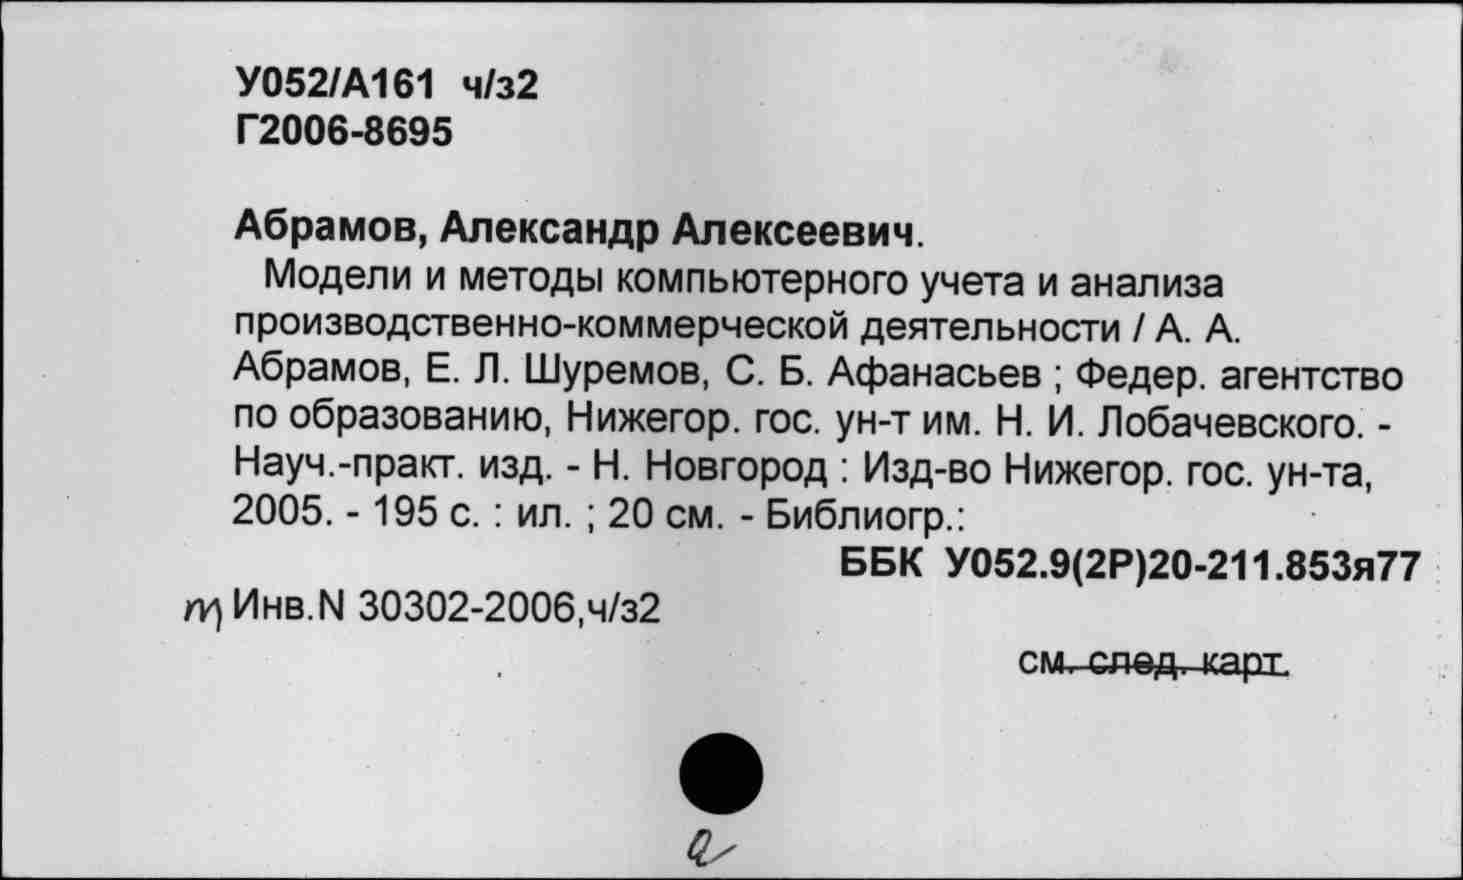 У052/А161 ч/з2
Г2006-8695
Абрамов, Александр Алексеевич.
Модели и методы компьютерного учета и анализа
производственно-коммерческой деятельности / А. А.
Абрамов, Е. Л. Шуремов, С. Б. Афанасьев ; Федер. агентство
по образованию, Нижегор. гос. ун-т им. Н. И. Лобачевского. -
Науч.-практ. изд. - Н. Новгород : Изд-во Нижегор. гос. ун-та,
2005. - 195 с. : ил. ; 20 см. - Библиогр.:
ББК У052.9(2Р)20-211.853я77
Инв.N 30302-2006,ч/з2
см. след. карт.